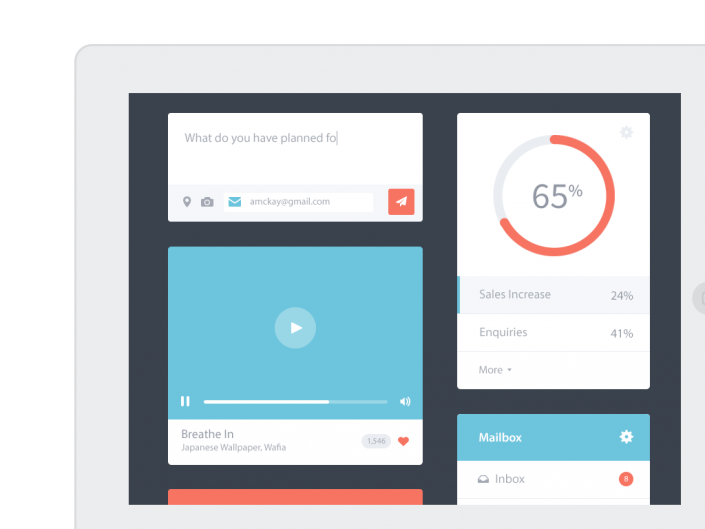 What do you have planned fo
amckay@gmail.com
Breathe In
Japanese Wallpaper, Wafia
1,546
65%
Sales Increase 24%
Enquiries 41%
More
Mailbox
Inbox 8